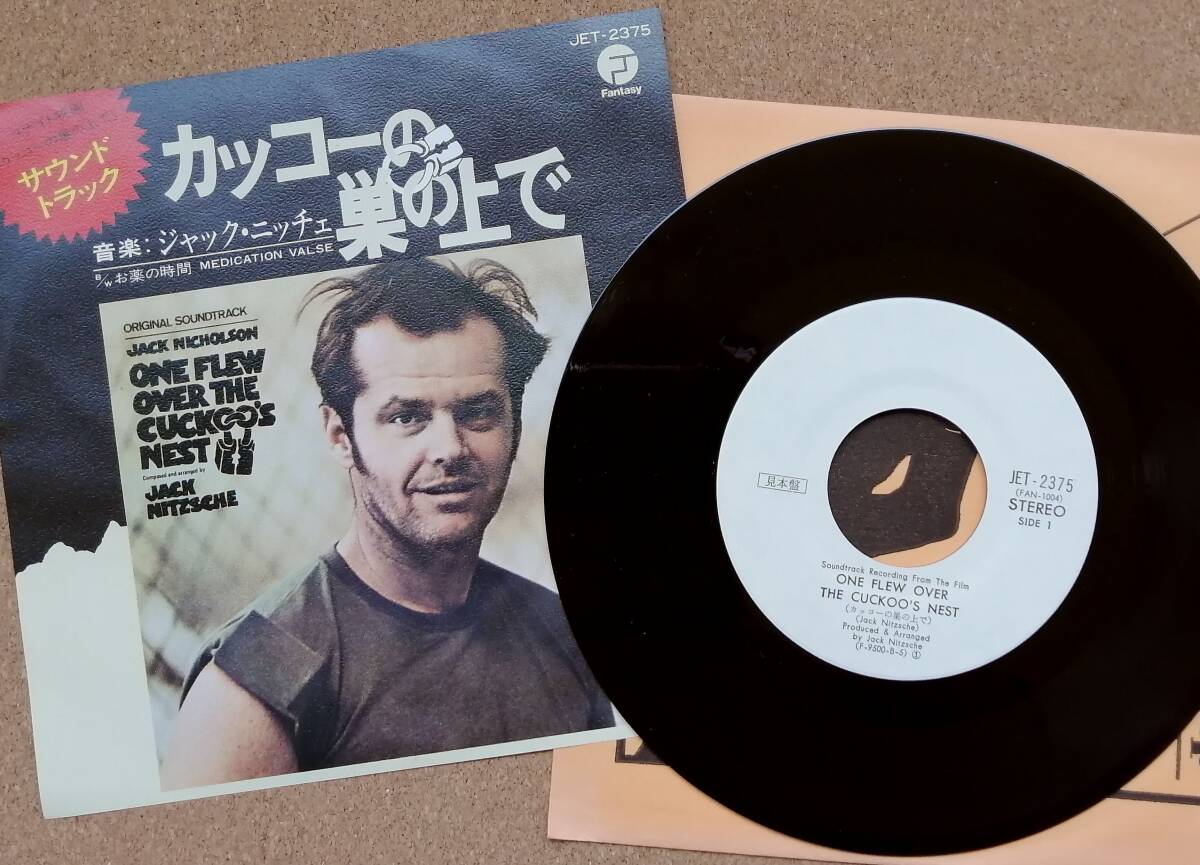 JET-2375
Fantasy
サウンド
トラック
カッコーの
巣の上で
音楽:ジャック・ニッチェ
B/Wお薬の時間 MEDICATION VALSE
ORIGINAL SOUNDTRACK
JACK NICHOLSON
ONE FLEW
OVER THE
CUCKOO'S
NEST
Composed and arranged by
JACK
NITZSCHE
見本盤
JET-2375
(FAN-1004)
STEREO
SIDE 1
Soundtrack Recording From The Film
ONE FLEW OVER
THE CUCKOO'S NEST
(カッコーの巣の上で)
(Jack Nitzsche)
Produced & Arranged
by Jack Nitzsche
(F-9500-B-5) ①